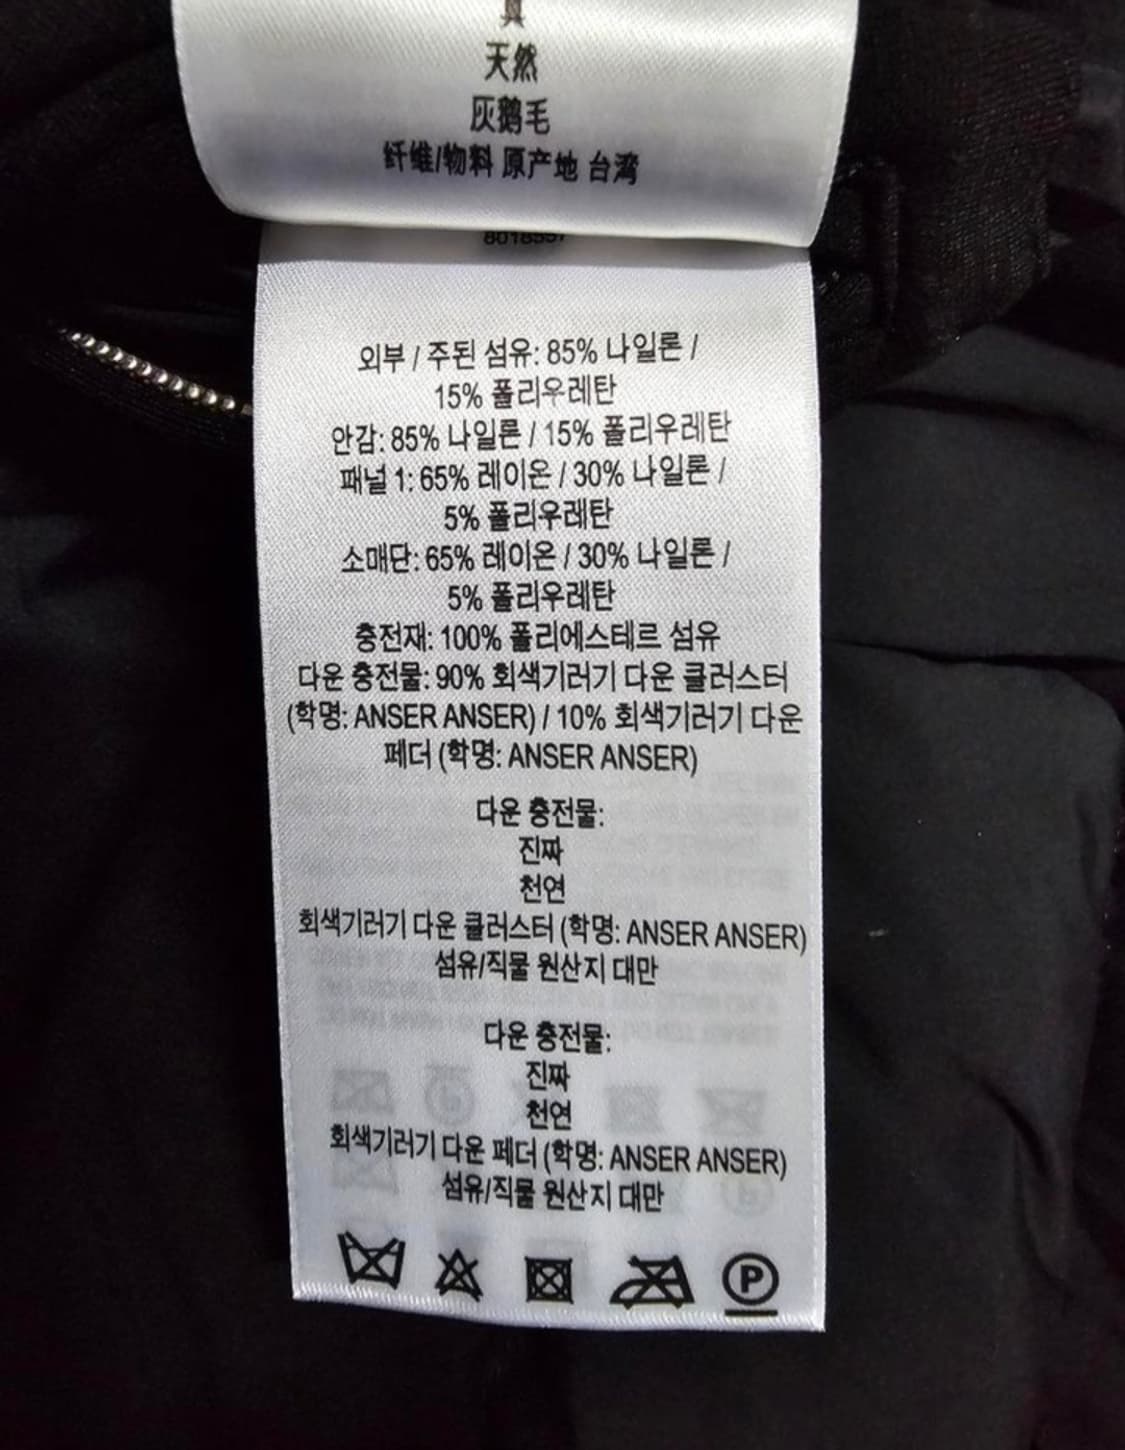 真
天然
灰鹅毛
纤维/物料 原产地 台湾
외부 / 주된 섬유: 85% 나일론 /
15% 폴리우레탄
안감: 85% 나일론 / 15% 폴리우레탄
패널 1: 65% 레이온 / 30% 나일론 /
5% 폴리우레탄
소매단: 65% 레이온 / 30% 나일론 /
5% 폴리우레탄
충전재: 100% 폴리에스테르 섬유
다운 충전물: 90% 회색기러기 다운 클러스터
(학명: ANSER ANSER) / 10% 회색기러기 다운
페더 (학명: ANSER ANSER)
다운 충전물:
진짜
천연
회색기러기 다운 클러스터 (학명: ANSER ANSER)
섬유/직물 원산지 대만
다운 충전물:
진짜
천연
회색기러기 다운 페더 (학명: ANSER ANSER)
섬유/직물 원산지 대만
P